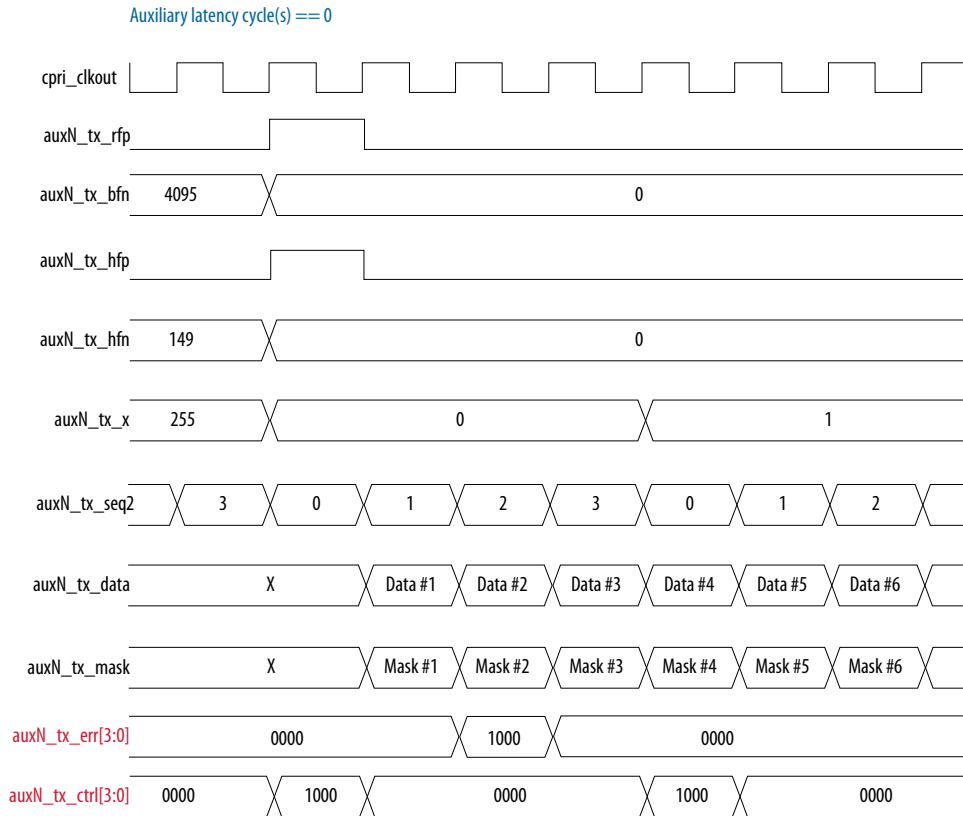 Auxiliary latency cycle(s) == 0
cpri_clkout
auxN_tx_rfp
auxN_tx_bfn 4095 0
auxN_tx_hfp
auxN_tx_hfn 149 0
auxN_tx_x 255 0 1
auxN_tx_seq 2 3 0 1 2 3 0 1 2
auxN_tx_data X Data #1 Data #2 Data #3 Data #4 Data #5 Data #6
auxN_tx_mask X Mask #1 Mask #2 Mask #3 Mask #4 Mask #5 Mask #6
auxN_tx_err[3:0] 0000 1000 0000
auxN_tx_ctrl[3:0] 0000 1000 0000 1000 0000